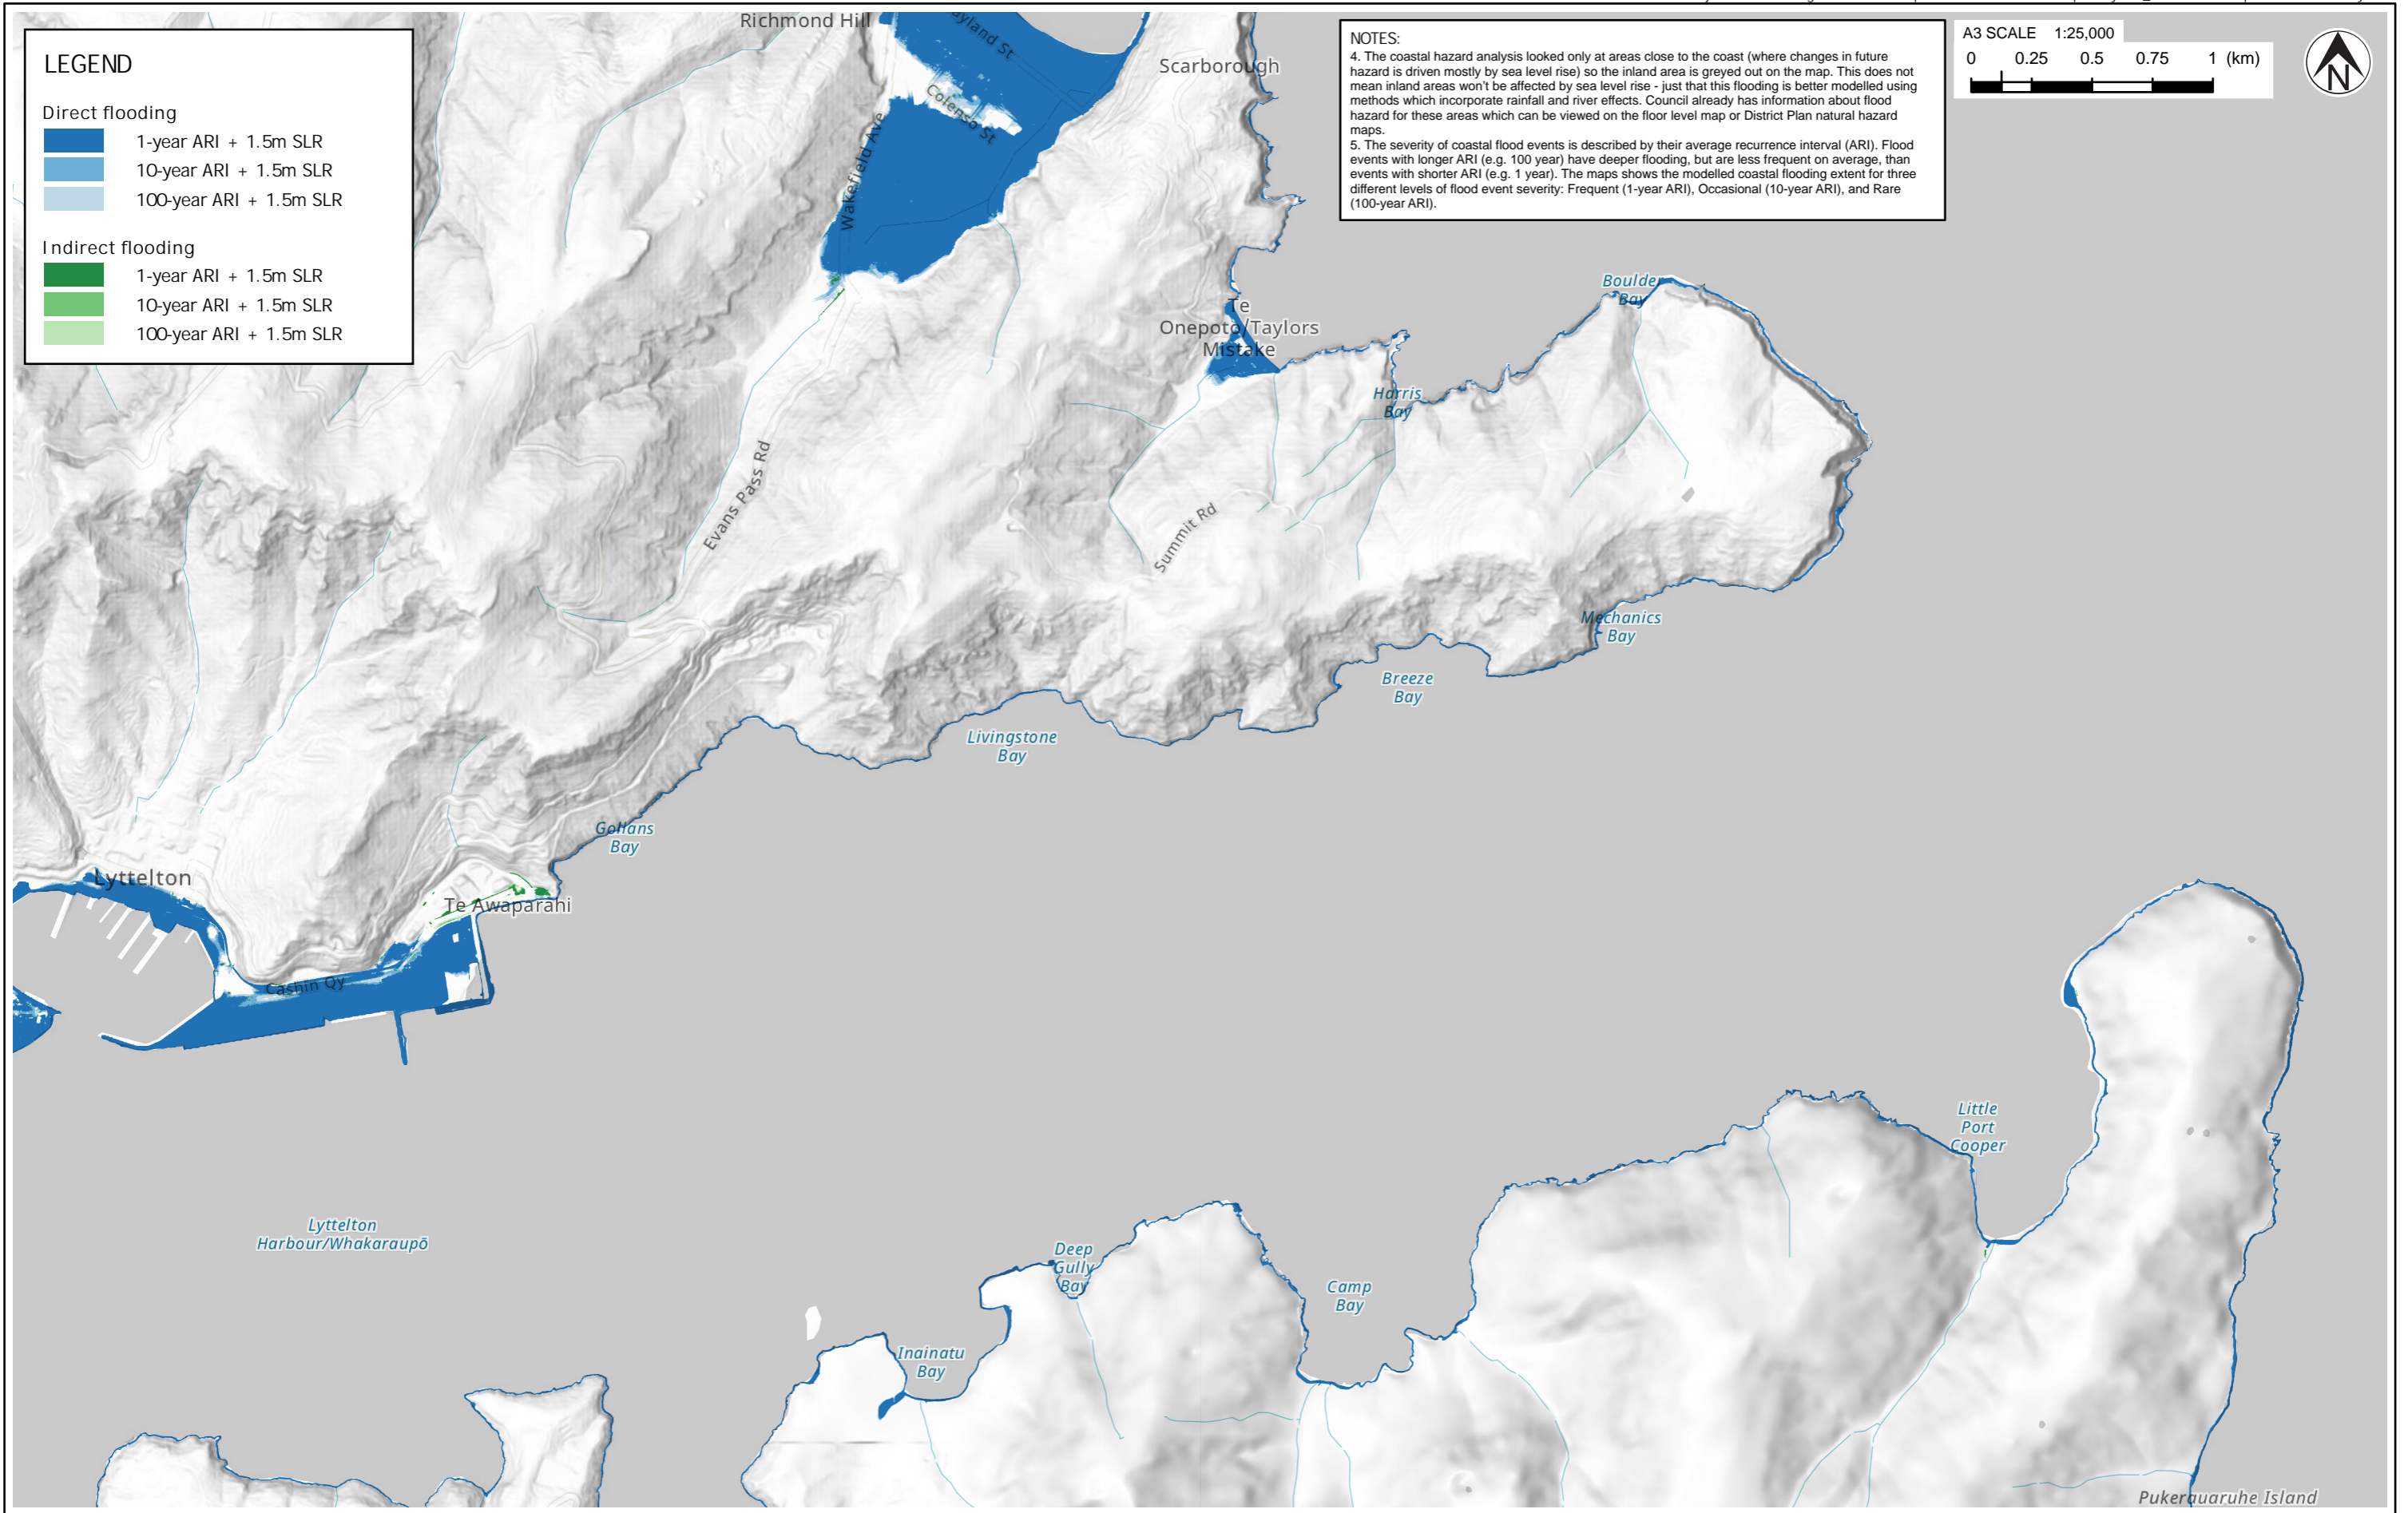 LEGEND
Direct flooding
1-year ARI + 1.5m SLR
10-year ARI + 1.5m SLR
100-year ARI + 1.5m SLR
Indirect flooding
1-year ARI + 1.5m SLR
10-year ARI + 1.5m SLR
100-year ARI + 1.5m SLR
NOTES:
4. The coastal hazard analysis looked only at areas close to the coast (where changes in future
hazard is driven mostly by sea level rise) so the inland area is greyed out on the map. This does not
mean inland areas won't be affected by sea level rise - just that this flooding is better modelled using
methods which incorporate rainfall and river effects. Council already has information about flood
hazard for these areas which can be viewed on the floor level map or District Plan natural hazard
maps.
5. The severity of coastal flood events is described by their average recurrence interval (ARI). Flood
events with longer ARI (e.g. 100 year) have deeper flooding, but are less frequent on average, than
events with shorter ARI (e.g. 1 year). The maps shows the modelled coastal flooding extent for three
different levels of flood event severity: Frequent (1-year ARI), Occasional (10-year ARI), and Rare
(100-year ARI).
A3 SCALE 1:25,000
0 0.25 0.5 0.75 1 (km)
N
Richmond Hill
Scarborough
Colenso St
Wakefield Ave
Te
Onepoto/Taylors
Mistake
Boulder
Bay
Harris
Bay
Evans Pass Rd
Summit Rd
Mechanics
Bay
Breeze
Bay
Livingstone
Bay
Gollans
Bay
Lyttelton
Te Awaparahi
Cashin Qy
Little
Port
Cooper
Lyttelton
Harbour/Whakaraupō
Deep
Gully
Bay
Camp
Bay
Inainatu
Bay
Pukerauaruhe Island